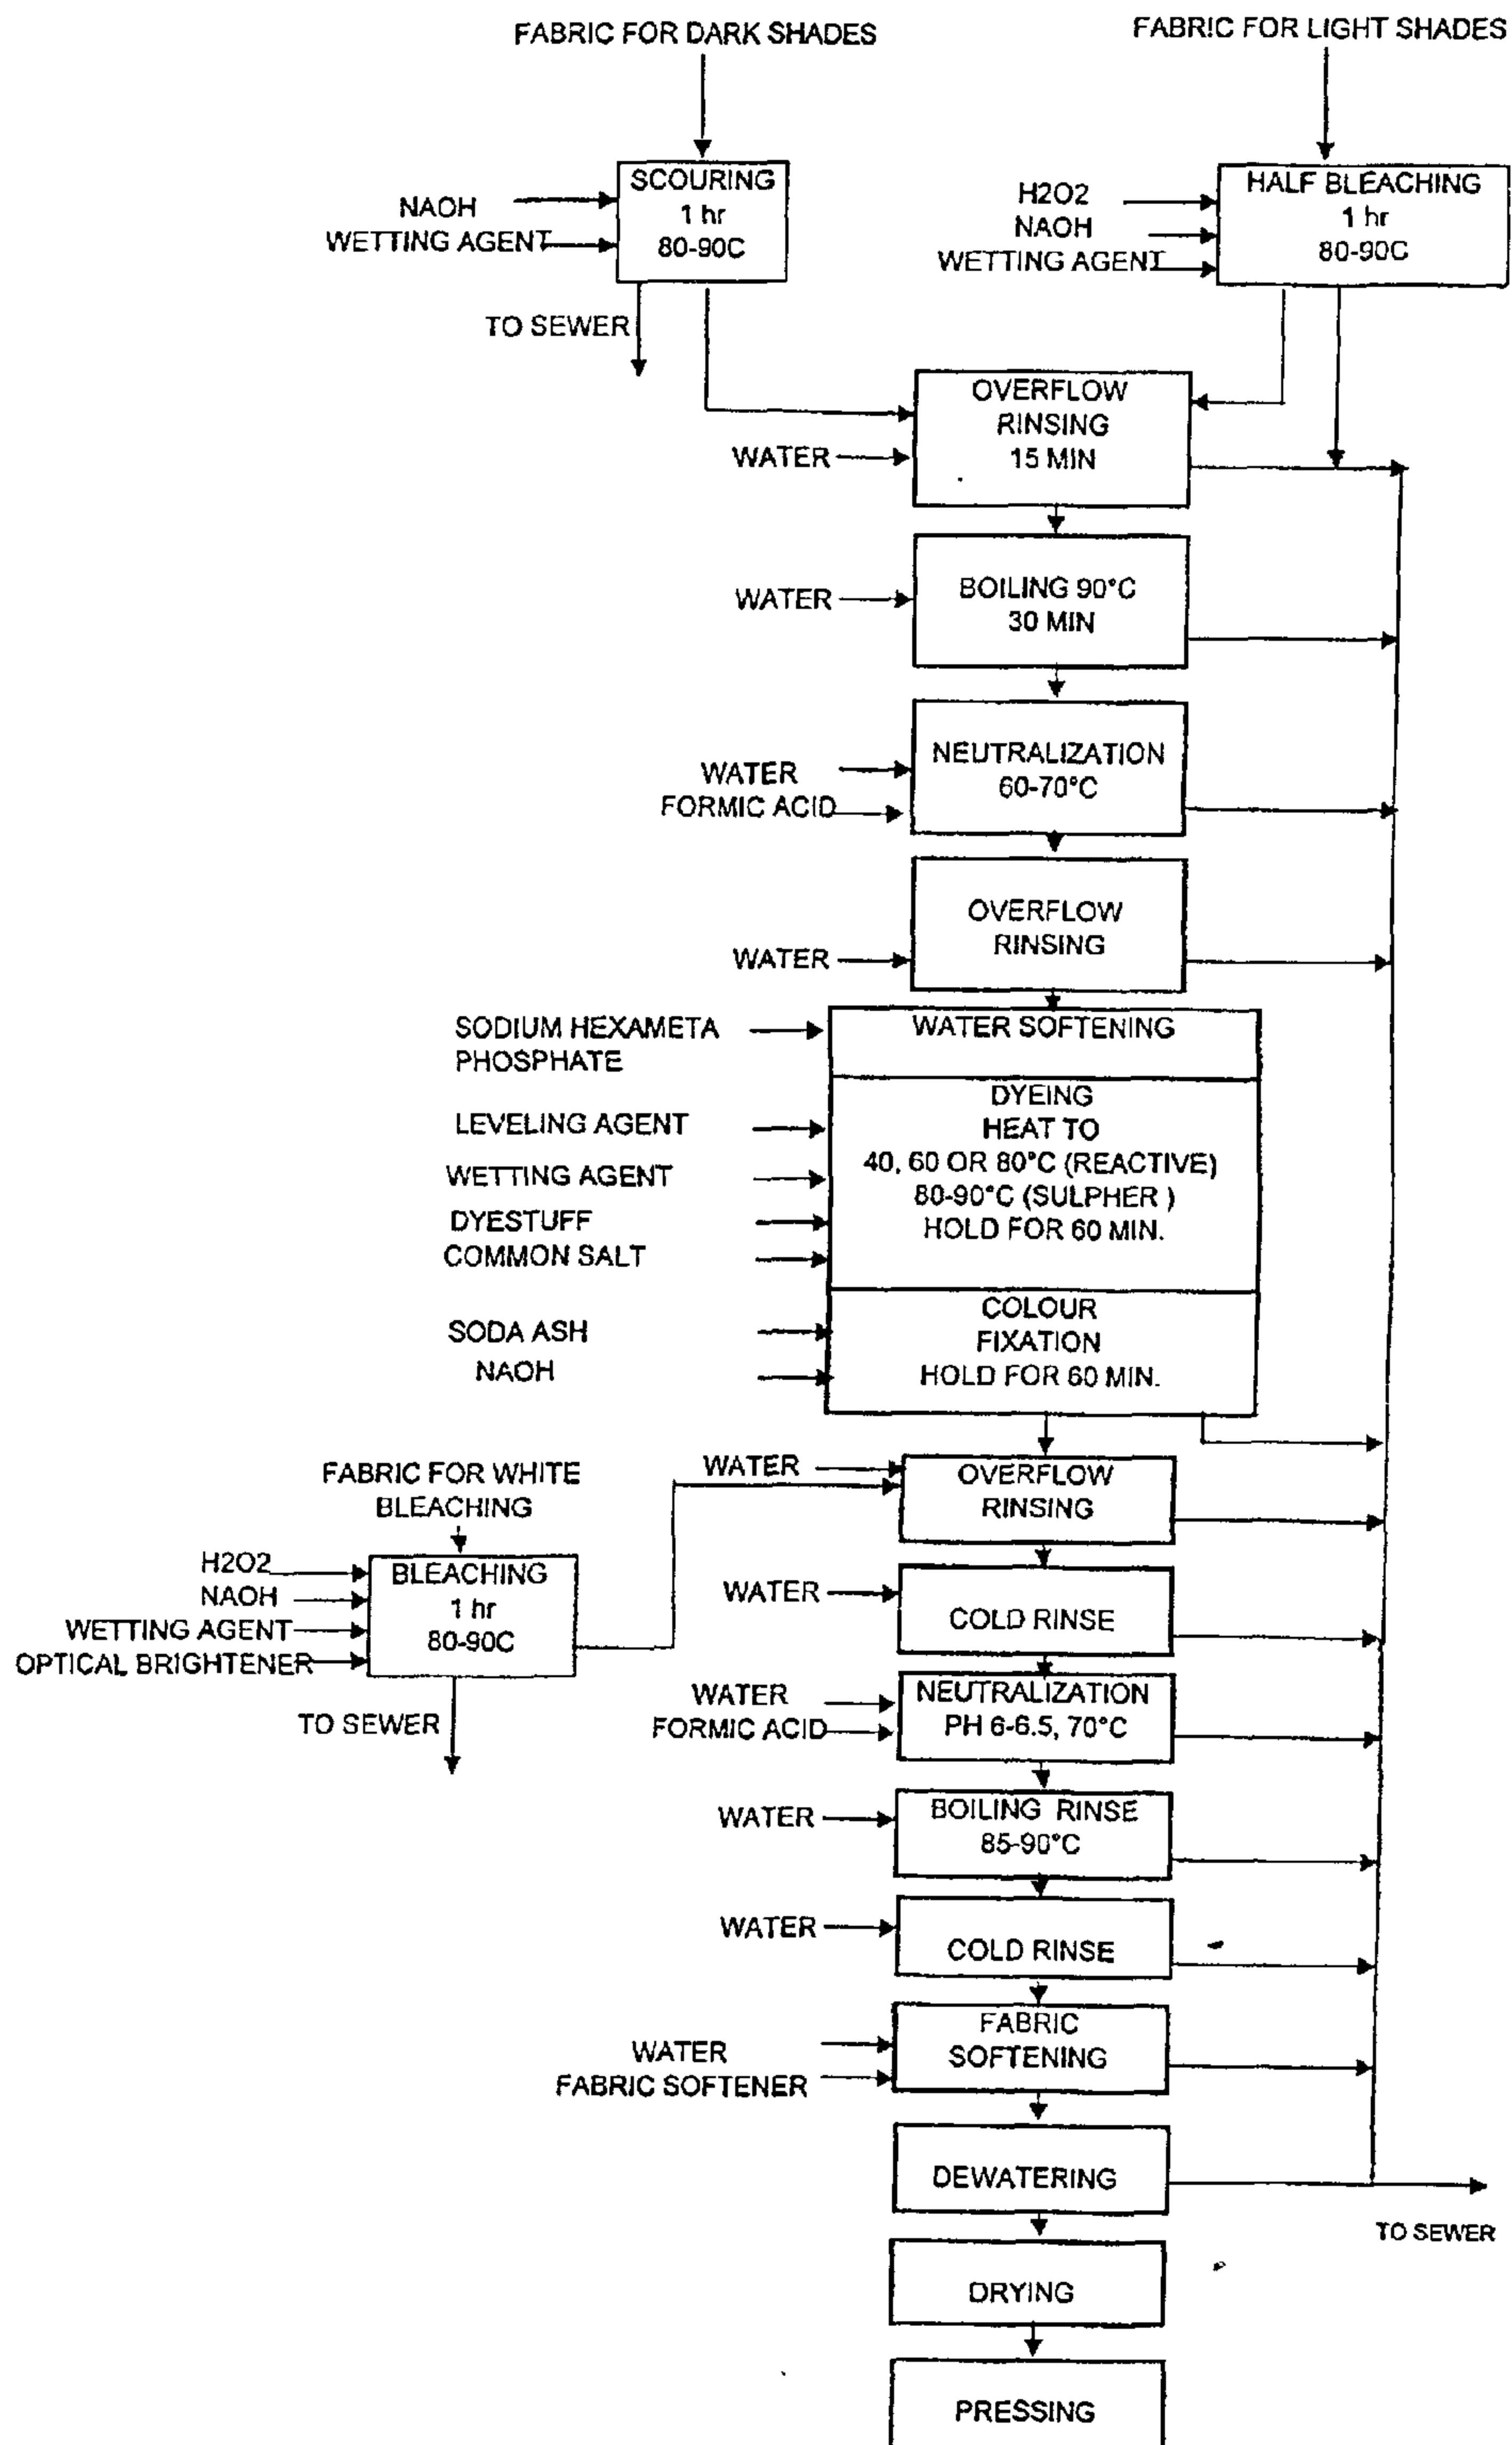 FABRIC FOR DARK SHADES
FABRIC FOR LIGHT SHADES
NAOH
WETTING AGENT
SCOURING
1 hr
80-90C
TO SEWER
H2O2
NAOH
WETTING AGENT
HALF BLEACHING
1 hr
80-90C
WATER
OVERFLOW
RINSING
15 MIN
WATER
BOILING 90°C
30 MIN
WATER
FORMIC ACID
NEUTRALIZATION
60-70°C
WATER
OVERFLOW
RINSING
SODIUM HEXAMETA
PHOSPHATE
WATER SOFTENING
LEVELING AGENT
WETTING AGENT
DYESTUFF
COMMON SALT
DYEING
HEAT TO
40, 60 OR 80°C (REACTIVE)
80-90°C (SULPHER )
HOLD FOR 60 MIN.
SODA ASH
NAOH
COLOUR
FIXATION
HOLD FOR 60 MIN.
FABRIC FOR WHITE
BLEACHING
H2O2
NAOH
WETTING AGENT
OPTICAL BRIGHTENER
BLEACHING
1 hr
80-90C
TO SEWER
WATER
OVERFLOW
RINSING
WATER
COLD RINSE
WATER
FORMIC ACID
NEUTRALIZATION
PH 6-6.5, 70°C
WATER
BOILING RINSE
85-90°C
WATER
COLD RINSE
WATER
FABRIC SOFTENER
FABRIC
SOFTENING
DEWATERING
TO SEWER
DRYING
PRESSING